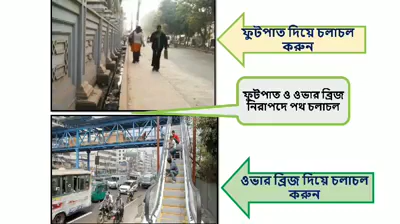 ফুটপাত দিয়ে চলাচল
করুন
ফুটপাত ও ওভার ব্রিজ
নিরাপদে পথ চলাচল
ওভার ব্রিজ দিয়ে চলাচল
করুন